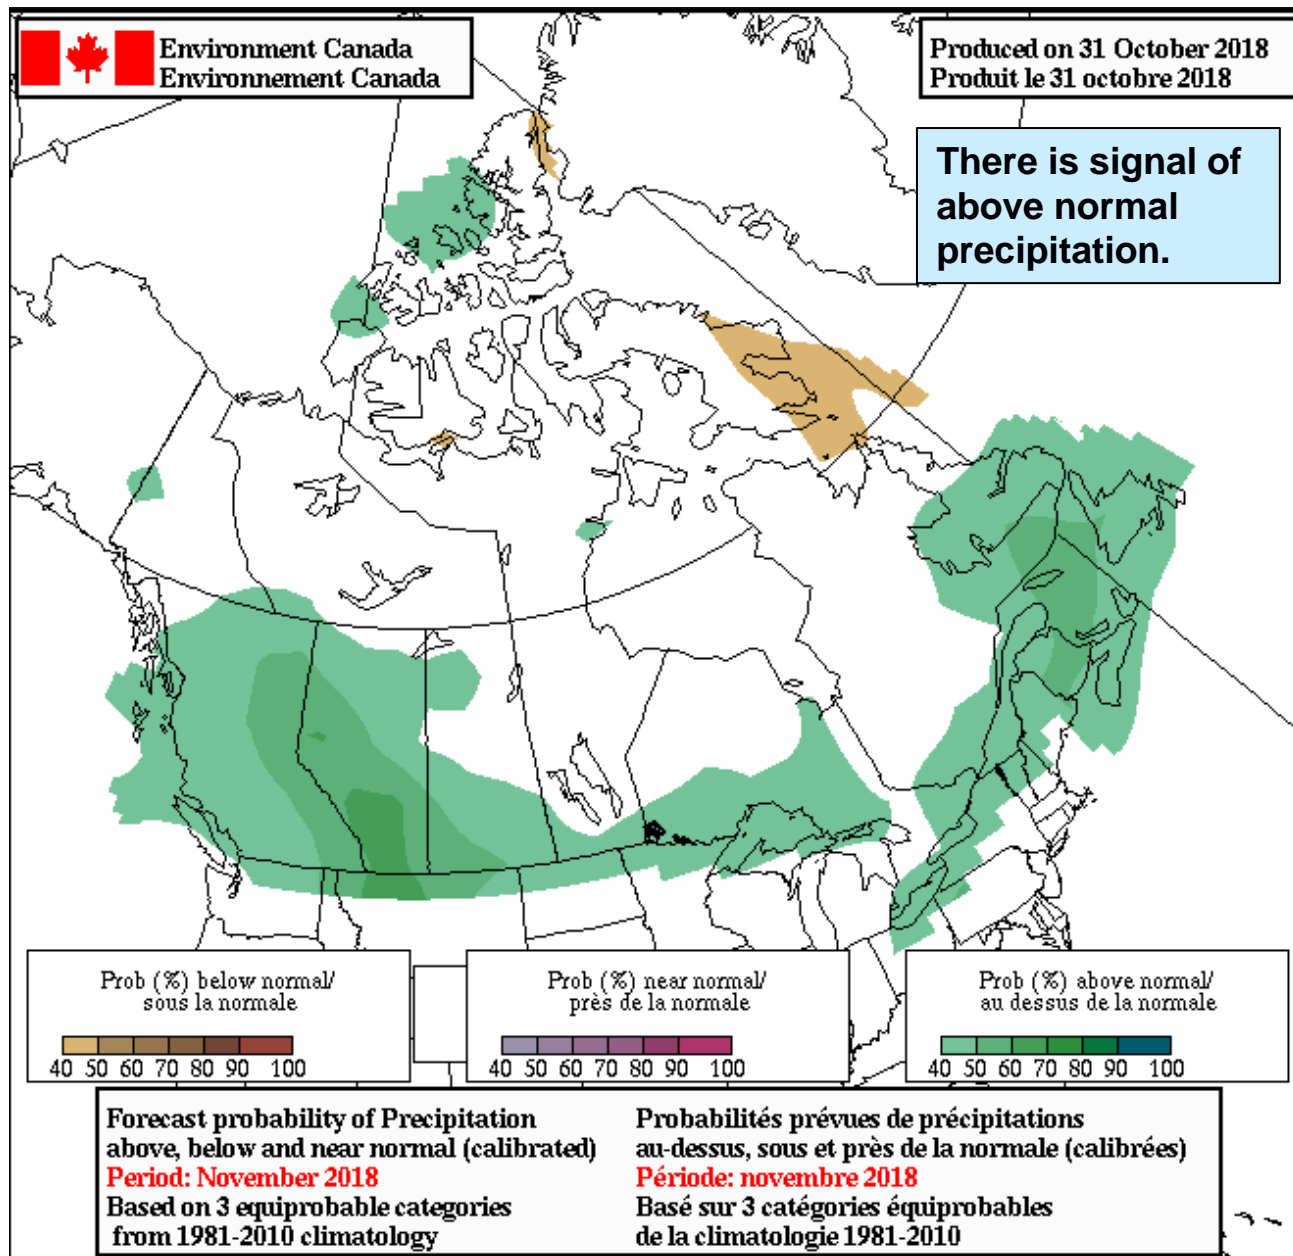 Environment Canada
Environnement Canada
Produced on 31 October 2018
Produit le 31 octobre 2018
There is signal of
above normal
precipitation.
Prob (%) below normal/
sous la normale
40 50 60 70 80 90 100
Prob (%) near normal/
près de la normale
40 50 60 70 80 90 100
Prob (%) above normal/
au dessus de la normale
40 50 60 70 80 90 100
Forecast probability of Precipitation
above, below and near normal (calibrated)
Period: November 2018
Based on 3 equiprobable categories
from 1981-2010 climatology
Probabilités prévues de précipitations
au-dessus, sous et près de la normale (calibrées)
Période: novembre 2018
Basé sur 3 catégories équiprobables
de la climatologie 1981-2010